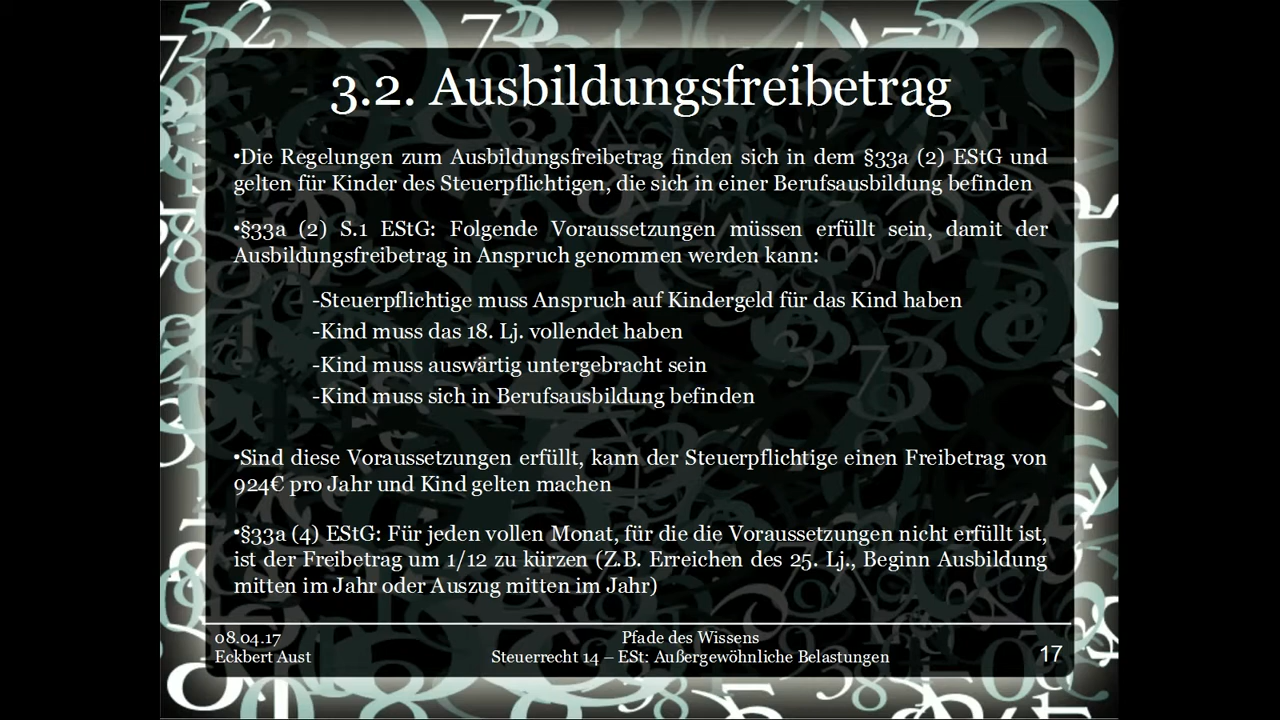 3.2. Ausbildungsfreibetrag
•Die Regelungen zum Ausbildungsfreibetrag finden sich in dem §33a (2) EStG und
gelten für Kinder des Steuerpflichtigen, die sich in einer Berufsausbildung befinden
•§33a (2) S.1 EStG: Folgende Voraussetzungen müssen erfüllt sein, damit der
Ausbildungsfreibetrag in Anspruch genommen werden kann:
-Steuerpflichtige muss Anspruch auf Kindergeld für das Kind haben
-Kind muss das 18. Lj. vollendet haben
-Kind muss auswärtig untergebracht sein
-Kind muss sich in Berufsausbildung befinden
•Sind diese Voraussetzungen erfüllt, kann der Steuerpflichtige einen Freibetrag von
924€ pro Jahr und Kind gelten machen
•§33a (4) EStG: Für jeden vollen Monat, für die die Voraussetzungen nicht erfüllt ist,
ist der Freibetrag um 1/12 zu kürzen (Z.B. Erreichen des 25. Lj., Beginn Ausbildung
mitten im Jahr oder Auszug mitten im Jahr)
08.04.17
Eckbert Aust
Pfade des Wissens
Steuerrecht 14 – ESt: Außergewöhnliche Belastungen
17